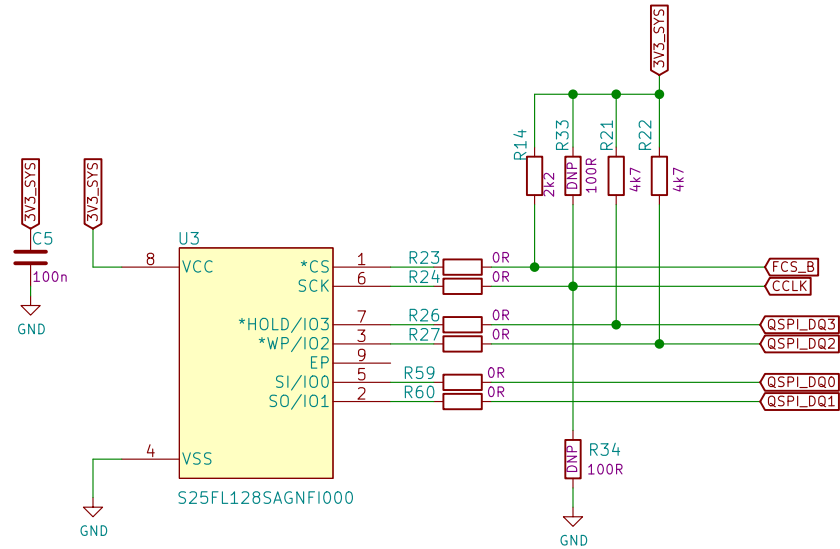 3V3_SYS
R14
2k2
R33
DNP
100R
R21
4k7
R22
4k7
3V3_SYS
3V3_SYS
C5
100n
GND
U3
8
VCC
*CS
1
R23
0R
FCS_B
SCK
6
R24
0R
CCLK
*HOLD/IO3
7
R26
0R
QSPI_DQ3
*WP/IO2
3
R27
0R
QSPI_DQ2
EP
9
SI/IO0
5
R59
0R
QSPI_DQ0
SO/IO1
2
R60
0R
QSPI_DQ1
4
VSS
DNP
R34
100R
S25FL128SAGNFI000
GND
GND